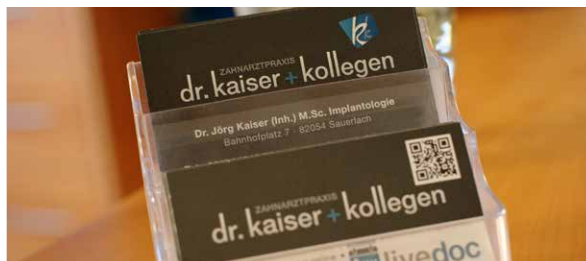 ZAHNARZTPRAXIS
dr. kaiser + kollegen
Dr. Jörg Kaiser (Inh.) M.Sc. Implantologie
Bahnhofplatz 7 · 82054 Sauerlach
ZAHNARZTPRAXIS
dr. kaiser + kollegen
livedoc